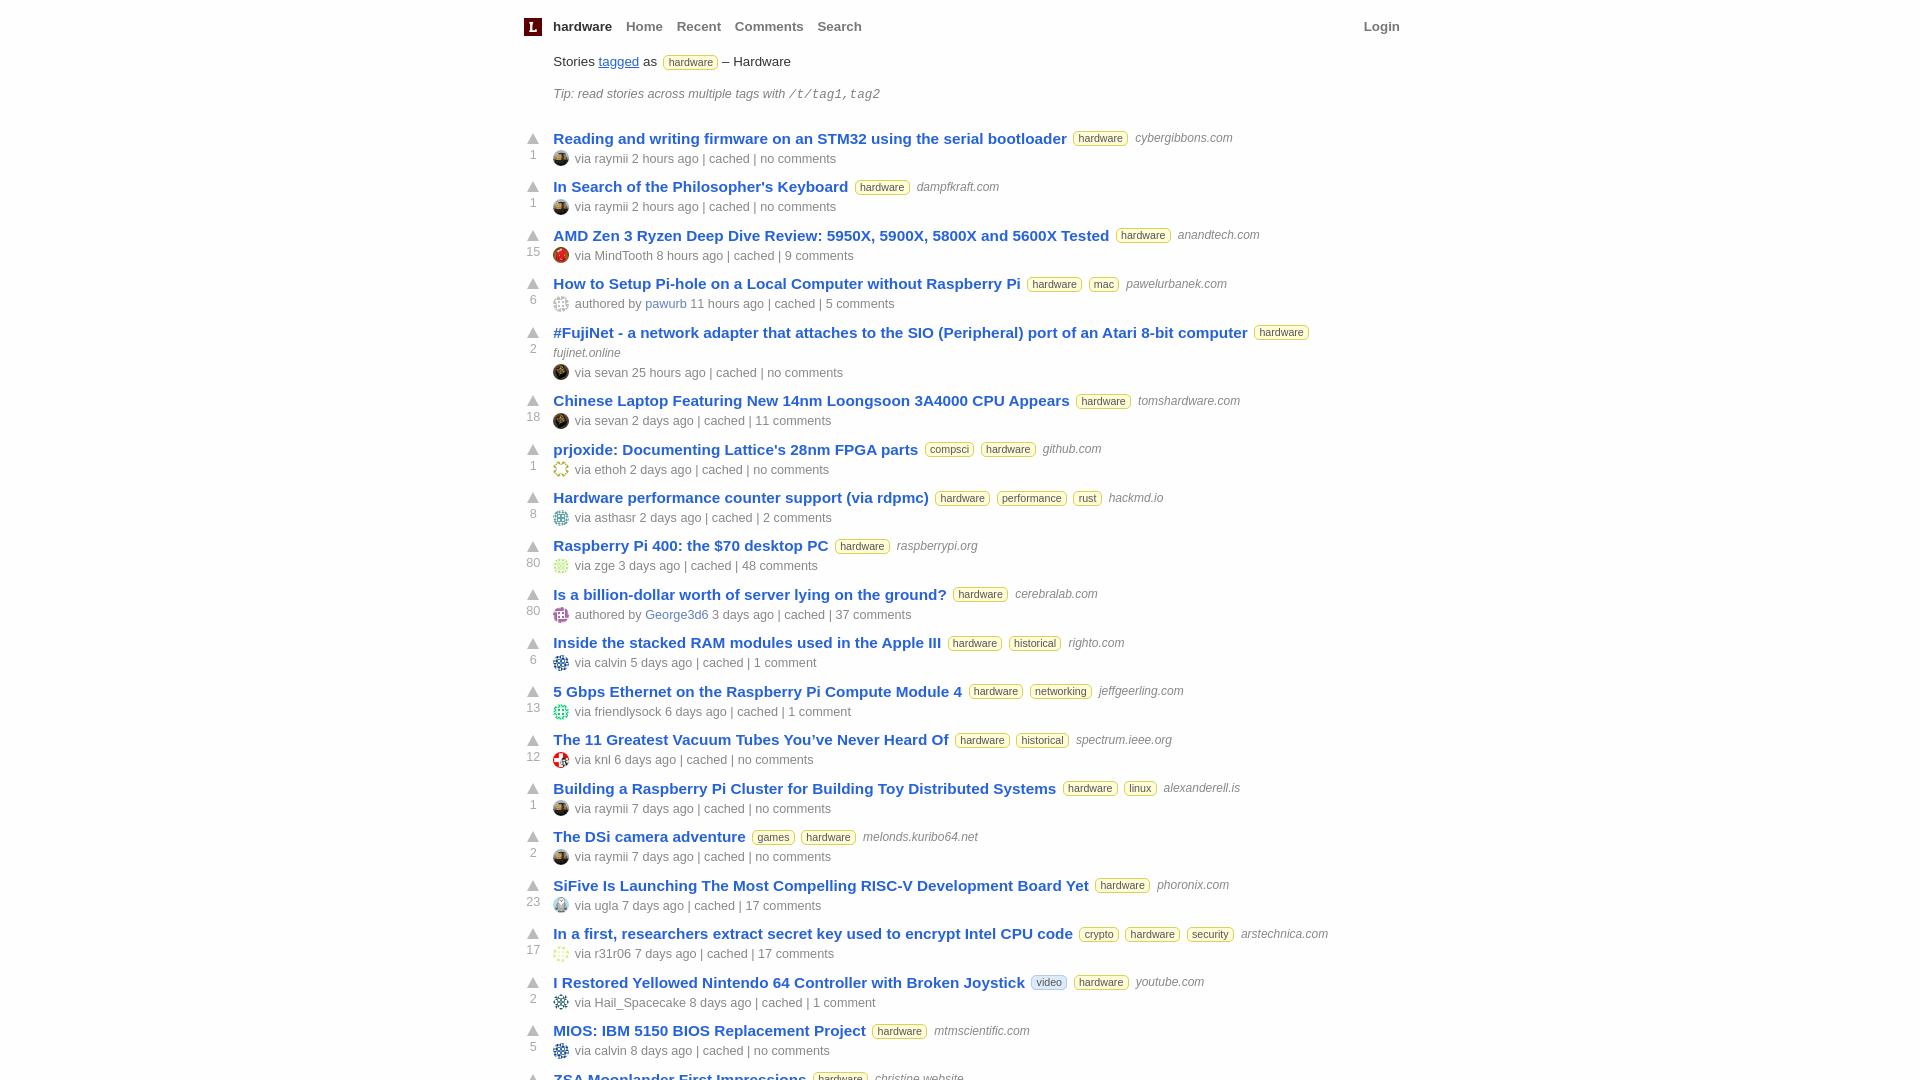 L hardware Home Recent Comments Search Login
Stories tagged as hardware – Hardware
Tip: read stories across multiple tags with /t/tag1,tag2
Reading and writing firmware on an STM32 using the serial bootloader hardware cybergibbons.com
1 via raymii 2 hours ago | cached | no comments
In Search of the Philosopher's Keyboard hardware dampfkraft.com
1 via raymii 2 hours ago | cached | no comments
AMD Zen 3 Ryzen Deep Dive Review: 5950X, 5900X, 5800X and 5600X Tested hardware anandtech.com
15 via MindTooth 8 hours ago | cached | 9 comments
How to Setup Pi-hole on a Local Computer without Raspberry Pi hardware mac pawelurbanek.com
6 authored by pawurb 11 hours ago | cached | 5 comments
#FujiNet - a network adapter that attaches to the SIO (Peripheral) port of an Atari 8-bit computer hardware
2 fujinet.online
via sevan 25 hours ago | cached | no comments
Chinese Laptop Featuring New 14nm Loongsoon 3A4000 CPU Appears hardware tomshardware.com
18 via sevan 2 days ago | cached | 11 comments
prjoxide: Documenting Lattice's 28nm FPGA parts compsci hardware github.com
1 via ethoh 2 days ago | cached | no comments
Hardware performance counter support (via rdpmc) hardware performance rust hackmd.io
8 via asthasr 2 days ago | cached | 2 comments
Raspberry Pi 400: the $70 desktop PC hardware raspberrypi.org
80 via zge 3 days ago | cached | 48 comments
Is a billion-dollar worth of server lying on the ground? hardware cerebralab.com
80 authored by George3d6 3 days ago | cached | 37 comments
Inside the stacked RAM modules used in the Apple III hardware historical righto.com
6 via calvin 5 days ago | cached | 1 comment
5 Gbps Ethernet on the Raspberry Pi Compute Module 4 hardware networking jeffgeerling.com
13 via friendlysock 6 days ago | cached | 1 comment
The 11 Greatest Vacuum Tubes You’ve Never Heard Of hardware historical spectrum.ieee.org
12 via knl 6 days ago | cached | no comments
Building a Raspberry Pi Cluster for Building Toy Distributed Systems hardware linux alexanderell.is
1 via raymii 7 days ago | cached | no comments
The DSi camera adventure games hardware melonds.kuribo64.net
2 via raymii 7 days ago | cached | no comments
SiFive Is Launching The Most Compelling RISC-V Development Board Yet hardware phoronix.com
23 via ugla 7 days ago | cached | 17 comments
In a first, researchers extract secret key used to encrypt Intel CPU code crypto hardware security arstechnica.com
17 via r31r06 7 days ago | cached | 17 comments
I Restored Yellowed Nintendo 64 Controller with Broken Joystick video hardware youtube.com
2 via Hail_Spacecake 8 days ago | cached | 1 comment
MIOS: IBM 5150 BIOS Replacement Project hardware mtmscientific.com
5 via calvin 8 days ago | cached | no comments
ZSA Moonlander First Impressions hardware christine.website